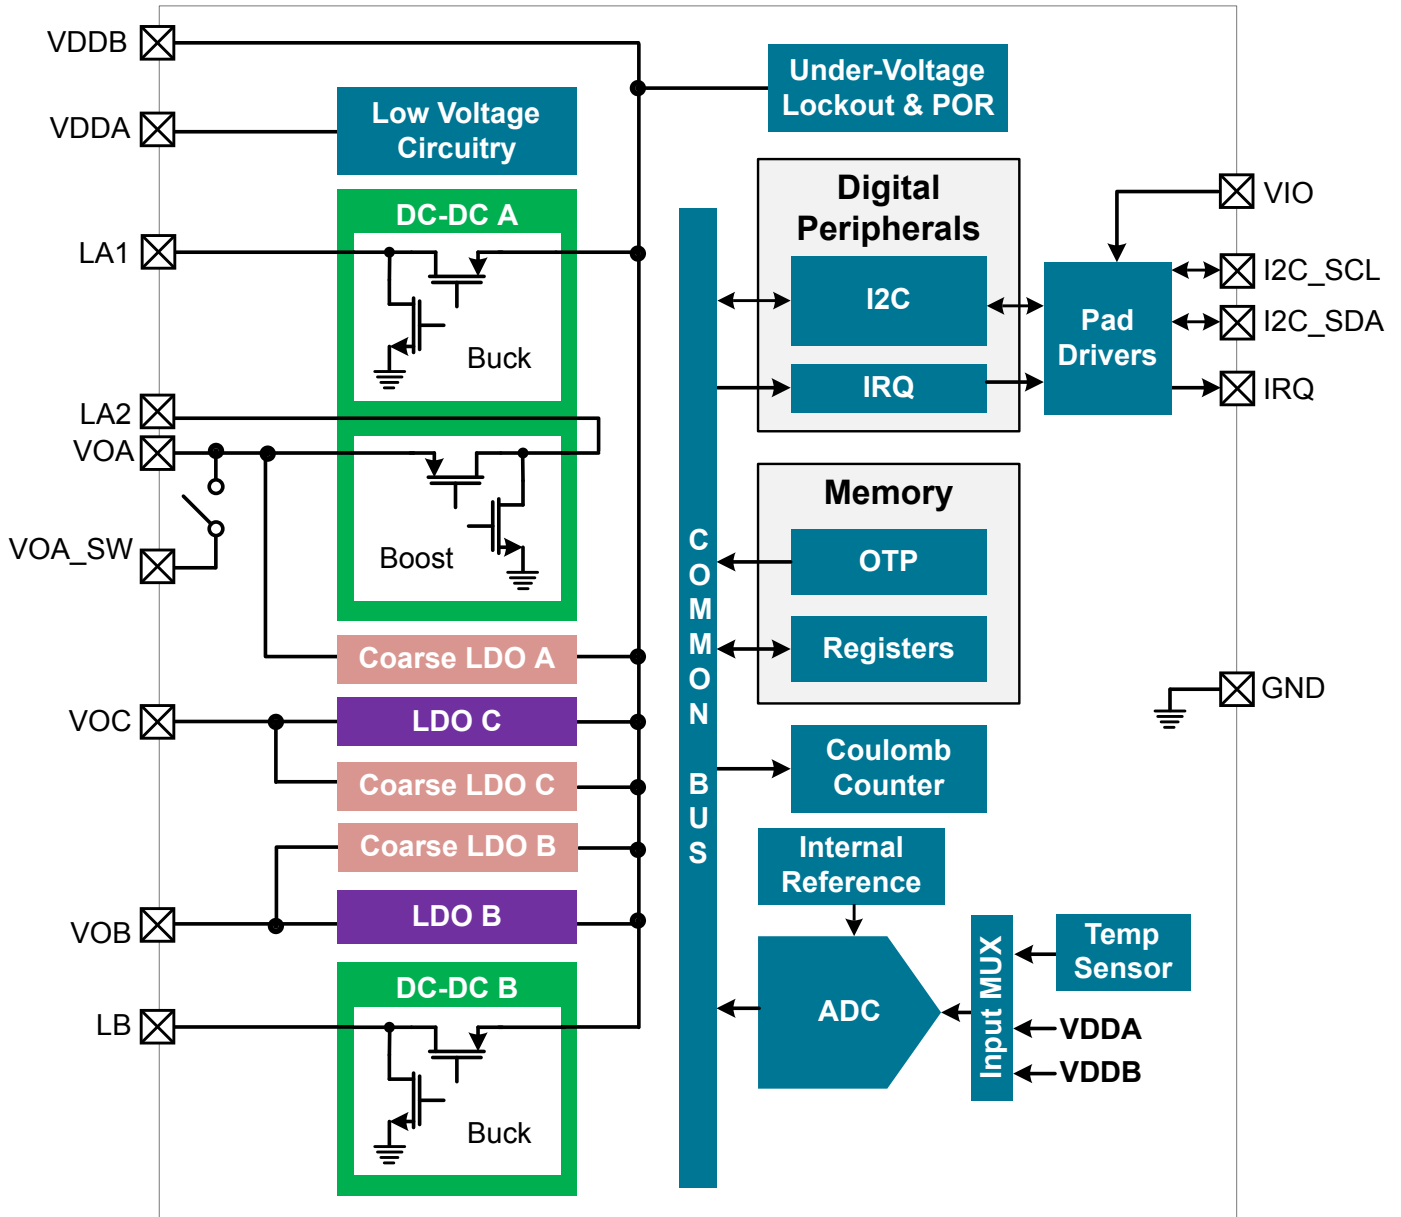 VDDB
Under-Voltage
Lockout & POR
VDDA
Low Voltage
Circuitry
DC-DC A
LA1
Buck
LA2
VOA
VOA_SW
Boost
Coarse LDO A
VOC
LDO C
Coarse LDO C
Coarse LDO B
VOB
LDO B
DC-DC B
LB
Buck
COMMON BUS
Digital
Peripherals
I2C
IRQ
Pad
Drivers
VIO
I2C_SCL
I2C_SDA
IRQ
Memory
OTP
Registers
GND
Coulomb
Counter
Internal
Reference
ADC
Input MUX
Temp
Sensor
VDDA
VDDB